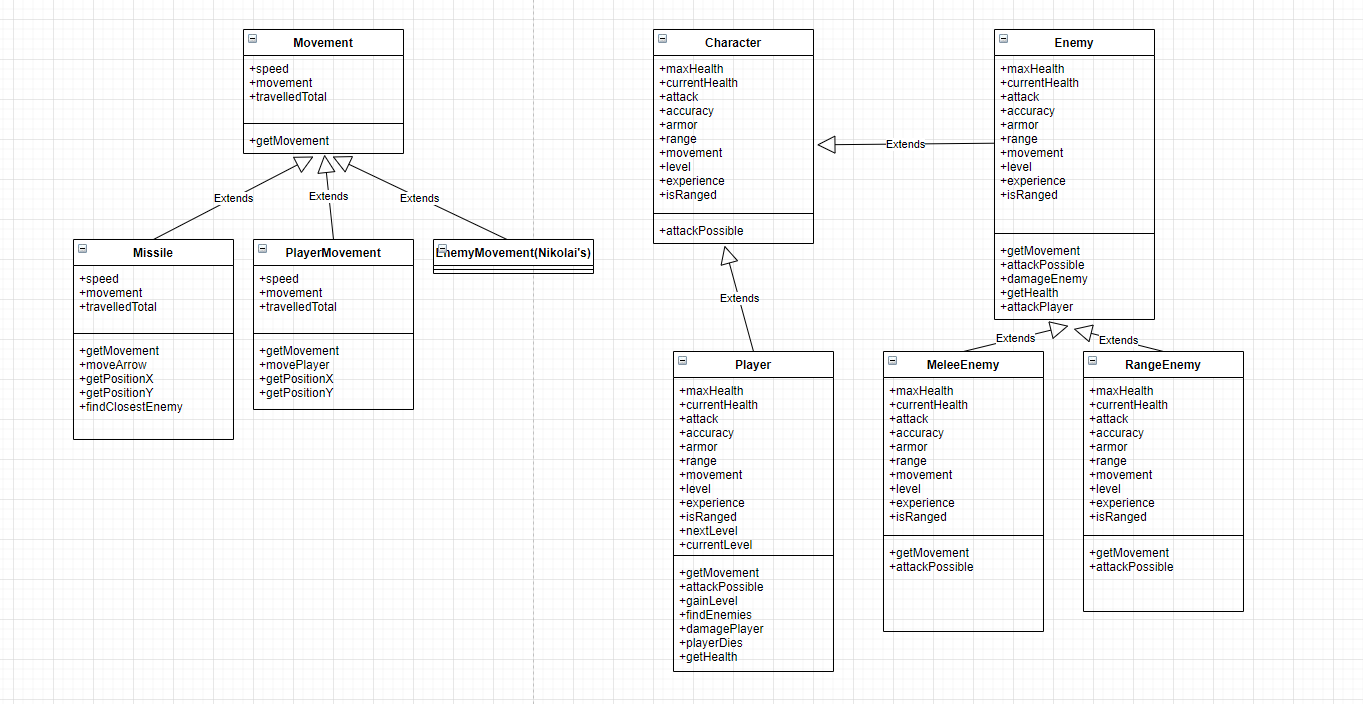 Movement
+speed
+movement
+travelledTotal
+getMovement
Extends
Extends
Extends
Missile
+speed
+movement
+travelledTotal
+getMovement
+moveArrow
+getPositionX
+getPositionY
+findClosestEnemy
PlayerMovement
+speed
+movement
+travelledTotal
+getMovement
+movePlayer
+getPositionX
+getPositionY
EnemyMovement(Nikolai's)
Character
+maxHealth
+currentHealth
+attack
+accuracy
+armor
+range
+movement
+level
+experience
+isRanged
+attackPossible
Extends
Enemy
+maxHealth
+currentHealth
+attack
+accuracy
+armor
+range
+movement
+level
+experience
+isRanged
+getMovement
+attackPossible
+damageEnemy
+getHealth
+attackPlayer
Extends
Extends
Extends
Player
+maxHealth
+currentHealth
+attack
+accuracy
+armor
+range
+movement
+level
+experience
+isRanged
+nextLevel
+currentLevel
+getMovement
+attackPossible
+gainLevel
+findEnemies
+damagePlayer
+playerDies
+getHealth
MeleeEnemy
+maxHealth
+currentHealth
+attack
+accuracy
+armor
+range
+movement
+level
+experience
+isRanged
+getMovement
+attackPossible
RangeEnemy
+maxHealth
+currentHealth
+attack
+accuracy
+armor
+range
+movement
+level
+experience
+isRanged
+getMovement
+attackPossible